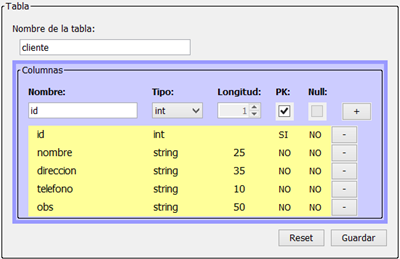 Tabla
Nombre de la tabla:
cliente
Columnas
Nombre: Tipo: Longitud: PK: Null:
id int 1 +
id int SI NO -
nombre string 25 NO NO -
direccion string 35 NO NO -
telefono string 10 NO NO -
obs string 50 NO NO -
Reset Guardar